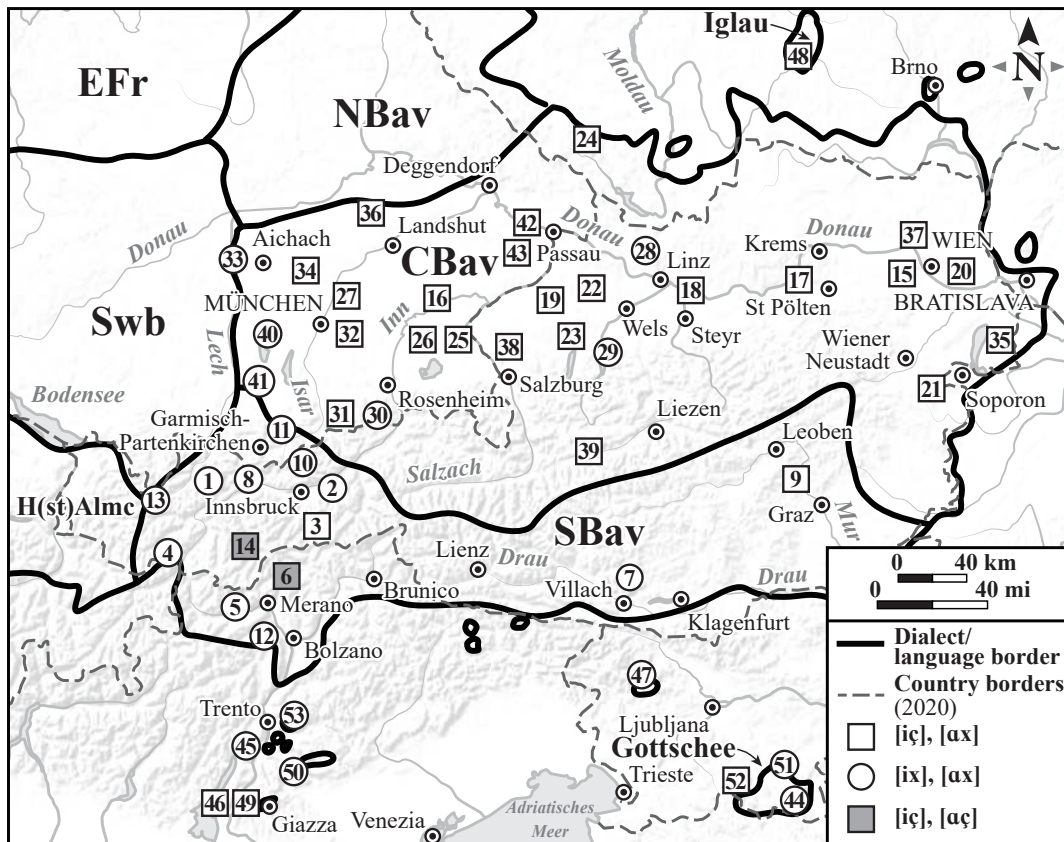 Iglau
48
EFr
Moldau
Brno
N
NBav
24
Deggendorf
36
Landshut
42
Donau
37
Donau
Aichach
Passau
43
Donau
28
Krems
Donau
WIEN
33
34
CBav
Linz
15
20
MÜNCHEN
27
16
Inn
19
22
18
17
St Pölten
BRATISLAVA
Swb
Lech
40
32
26
25
38
23
Wels
29
Steyr
Wiener
Neustadt
35
Bodensee
41
Isar
Rosenheim
Salzburg
21
Soporon
31
30
Garmisch-
Partenkirchen
11
Liezen
Leoben
10
Salzach
39
H(st)Almc
13
1
8
Innsbruck
2
9
Graz
3
SBav
Mur
4
14
6
Lienz
Drau
7
Drau
5
Merano
Brunico
Villach
Klagenfurt
12
Bolzano
47
Trento
53
Ljubljana
45
Gottschee
50
Trieste
52
51
44
46
49
Giazza
Venezia
Adriatisches
Meer
0 40 km
0 40 mi
Dialect/
language border
Country borders
(2020)
[iç], [ɑx]
[ix], [ɑx]
[iç], [ɑç]